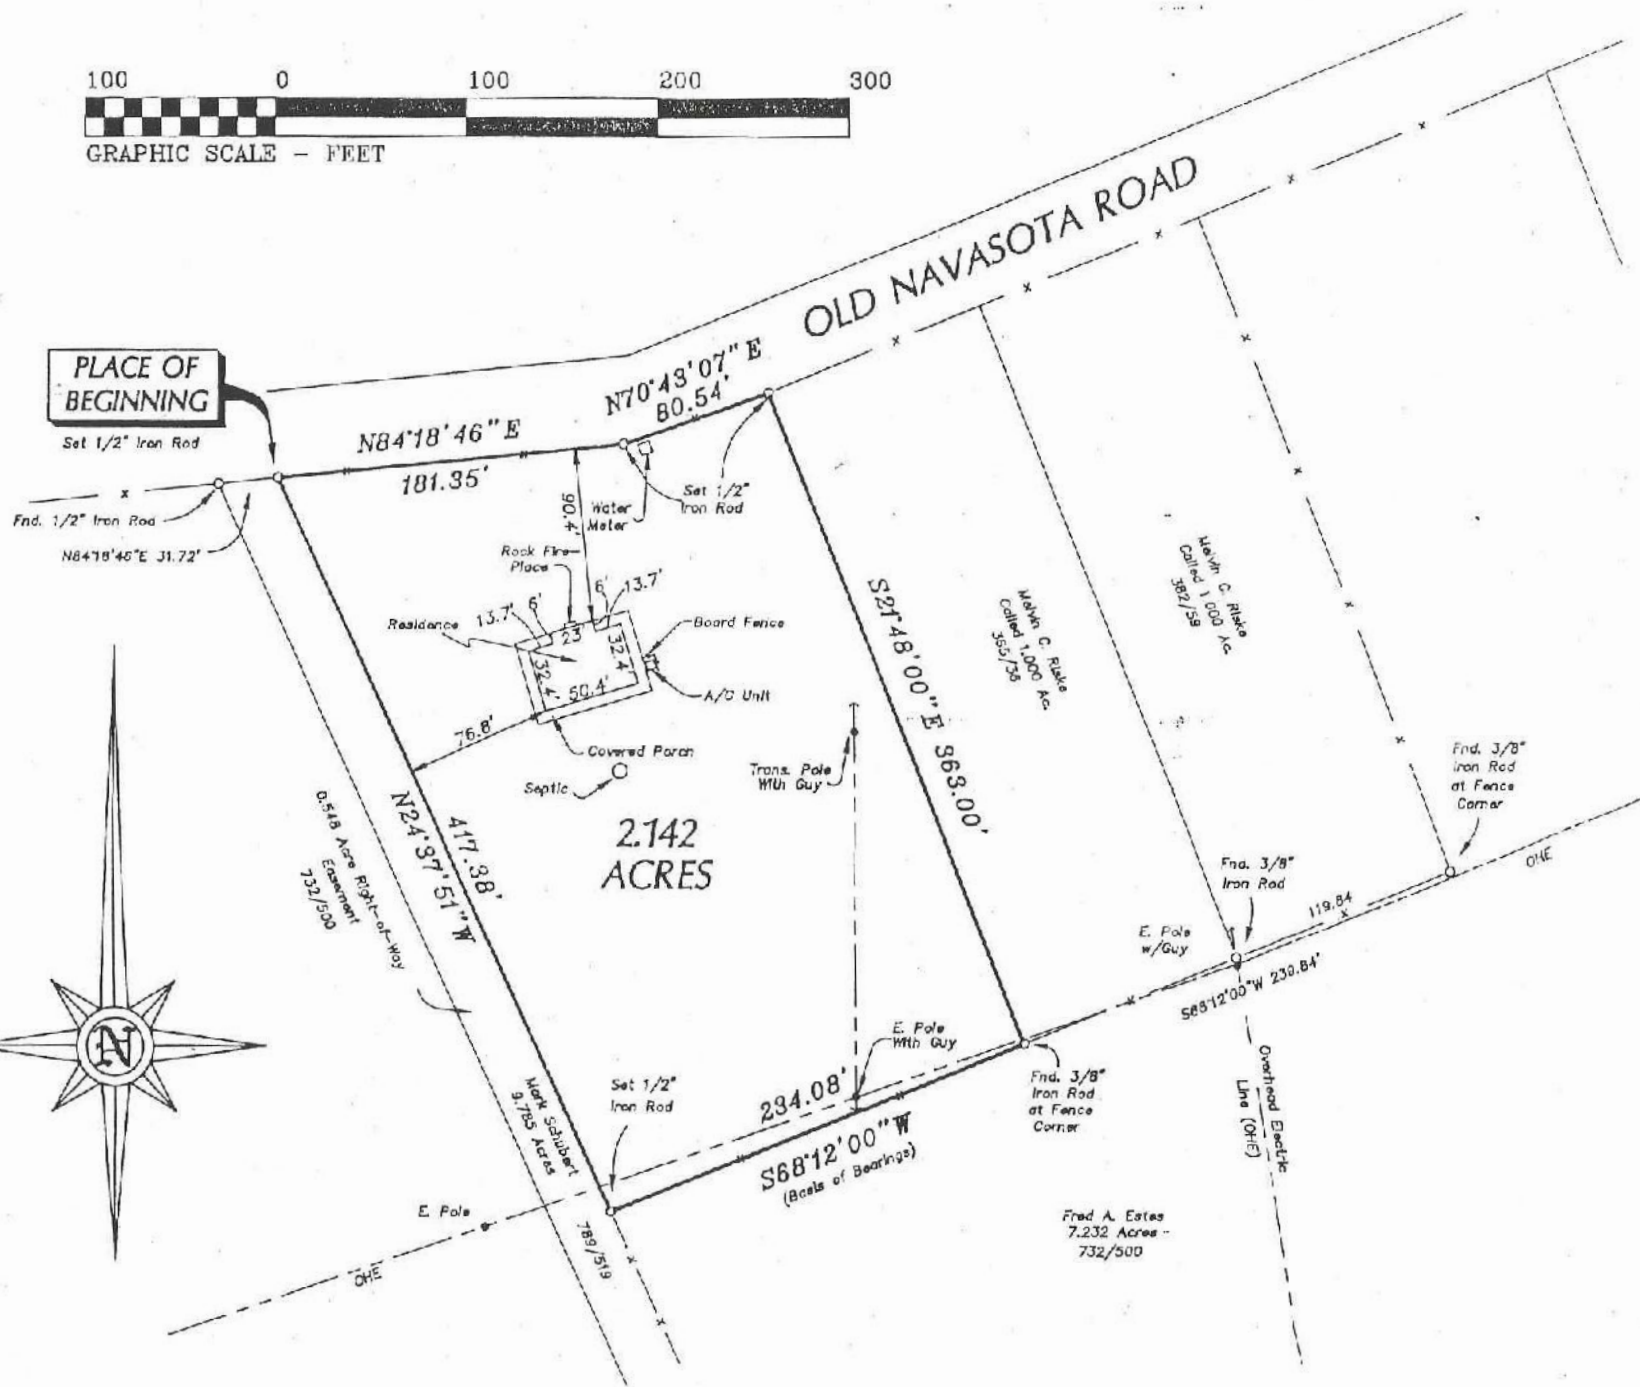 100 0 100 200 300
GRAPHIC SCALE - FEET
OLD NAVASOTA ROAD
PLACE OF
BEGINNING
Set 1/2" Iron Rod
N84°18'46"E
181.35'
N70°43'07"E
80.54'
Fnd. 1/2" Iron Rod
N84°18'46"E 31.72'
90.4'
Water
Meter
Set 1/2"
Iron Rod
Rock Fire-
Place
Residence
13.7'
6'
23'
6'
13.7'
32.4'
32.4'
50.4'
Board Fence
A/C Unit
76.8'
Covered Porch
Septic
Trans. Pole
With Guy
2.142
ACRES
S21°48'00"E 363.00'
Melvin C. Riske
Called 1.000 Ac.
355/36
Melvin C. Riske
Called 1.000 Ac.
382/59
417.38'
N24°37'51"W
0.548 Acre Right-of-Way
Easement
732/500
Fnd. 3/8"
Iron Rod
at Fence
Corner
Fnd. 3/8"
Iron Rod
OHE
119.84
E. Pole
w/Guy
S68°12'00"W 239.84'
E. Pole
With Guy
234.08'
S68°12'00"W
(Basis of Bearings)
Fnd. 3/8"
Iron Rod
at Fence
Corner
Set 1/2"
Iron Rod
Mark Schubert
9.785 Acres
789/519
E. Pole
OHE
Overhead Electric
Line (OHE)
Fred A. Estes
7.232 Acres
732/500
N